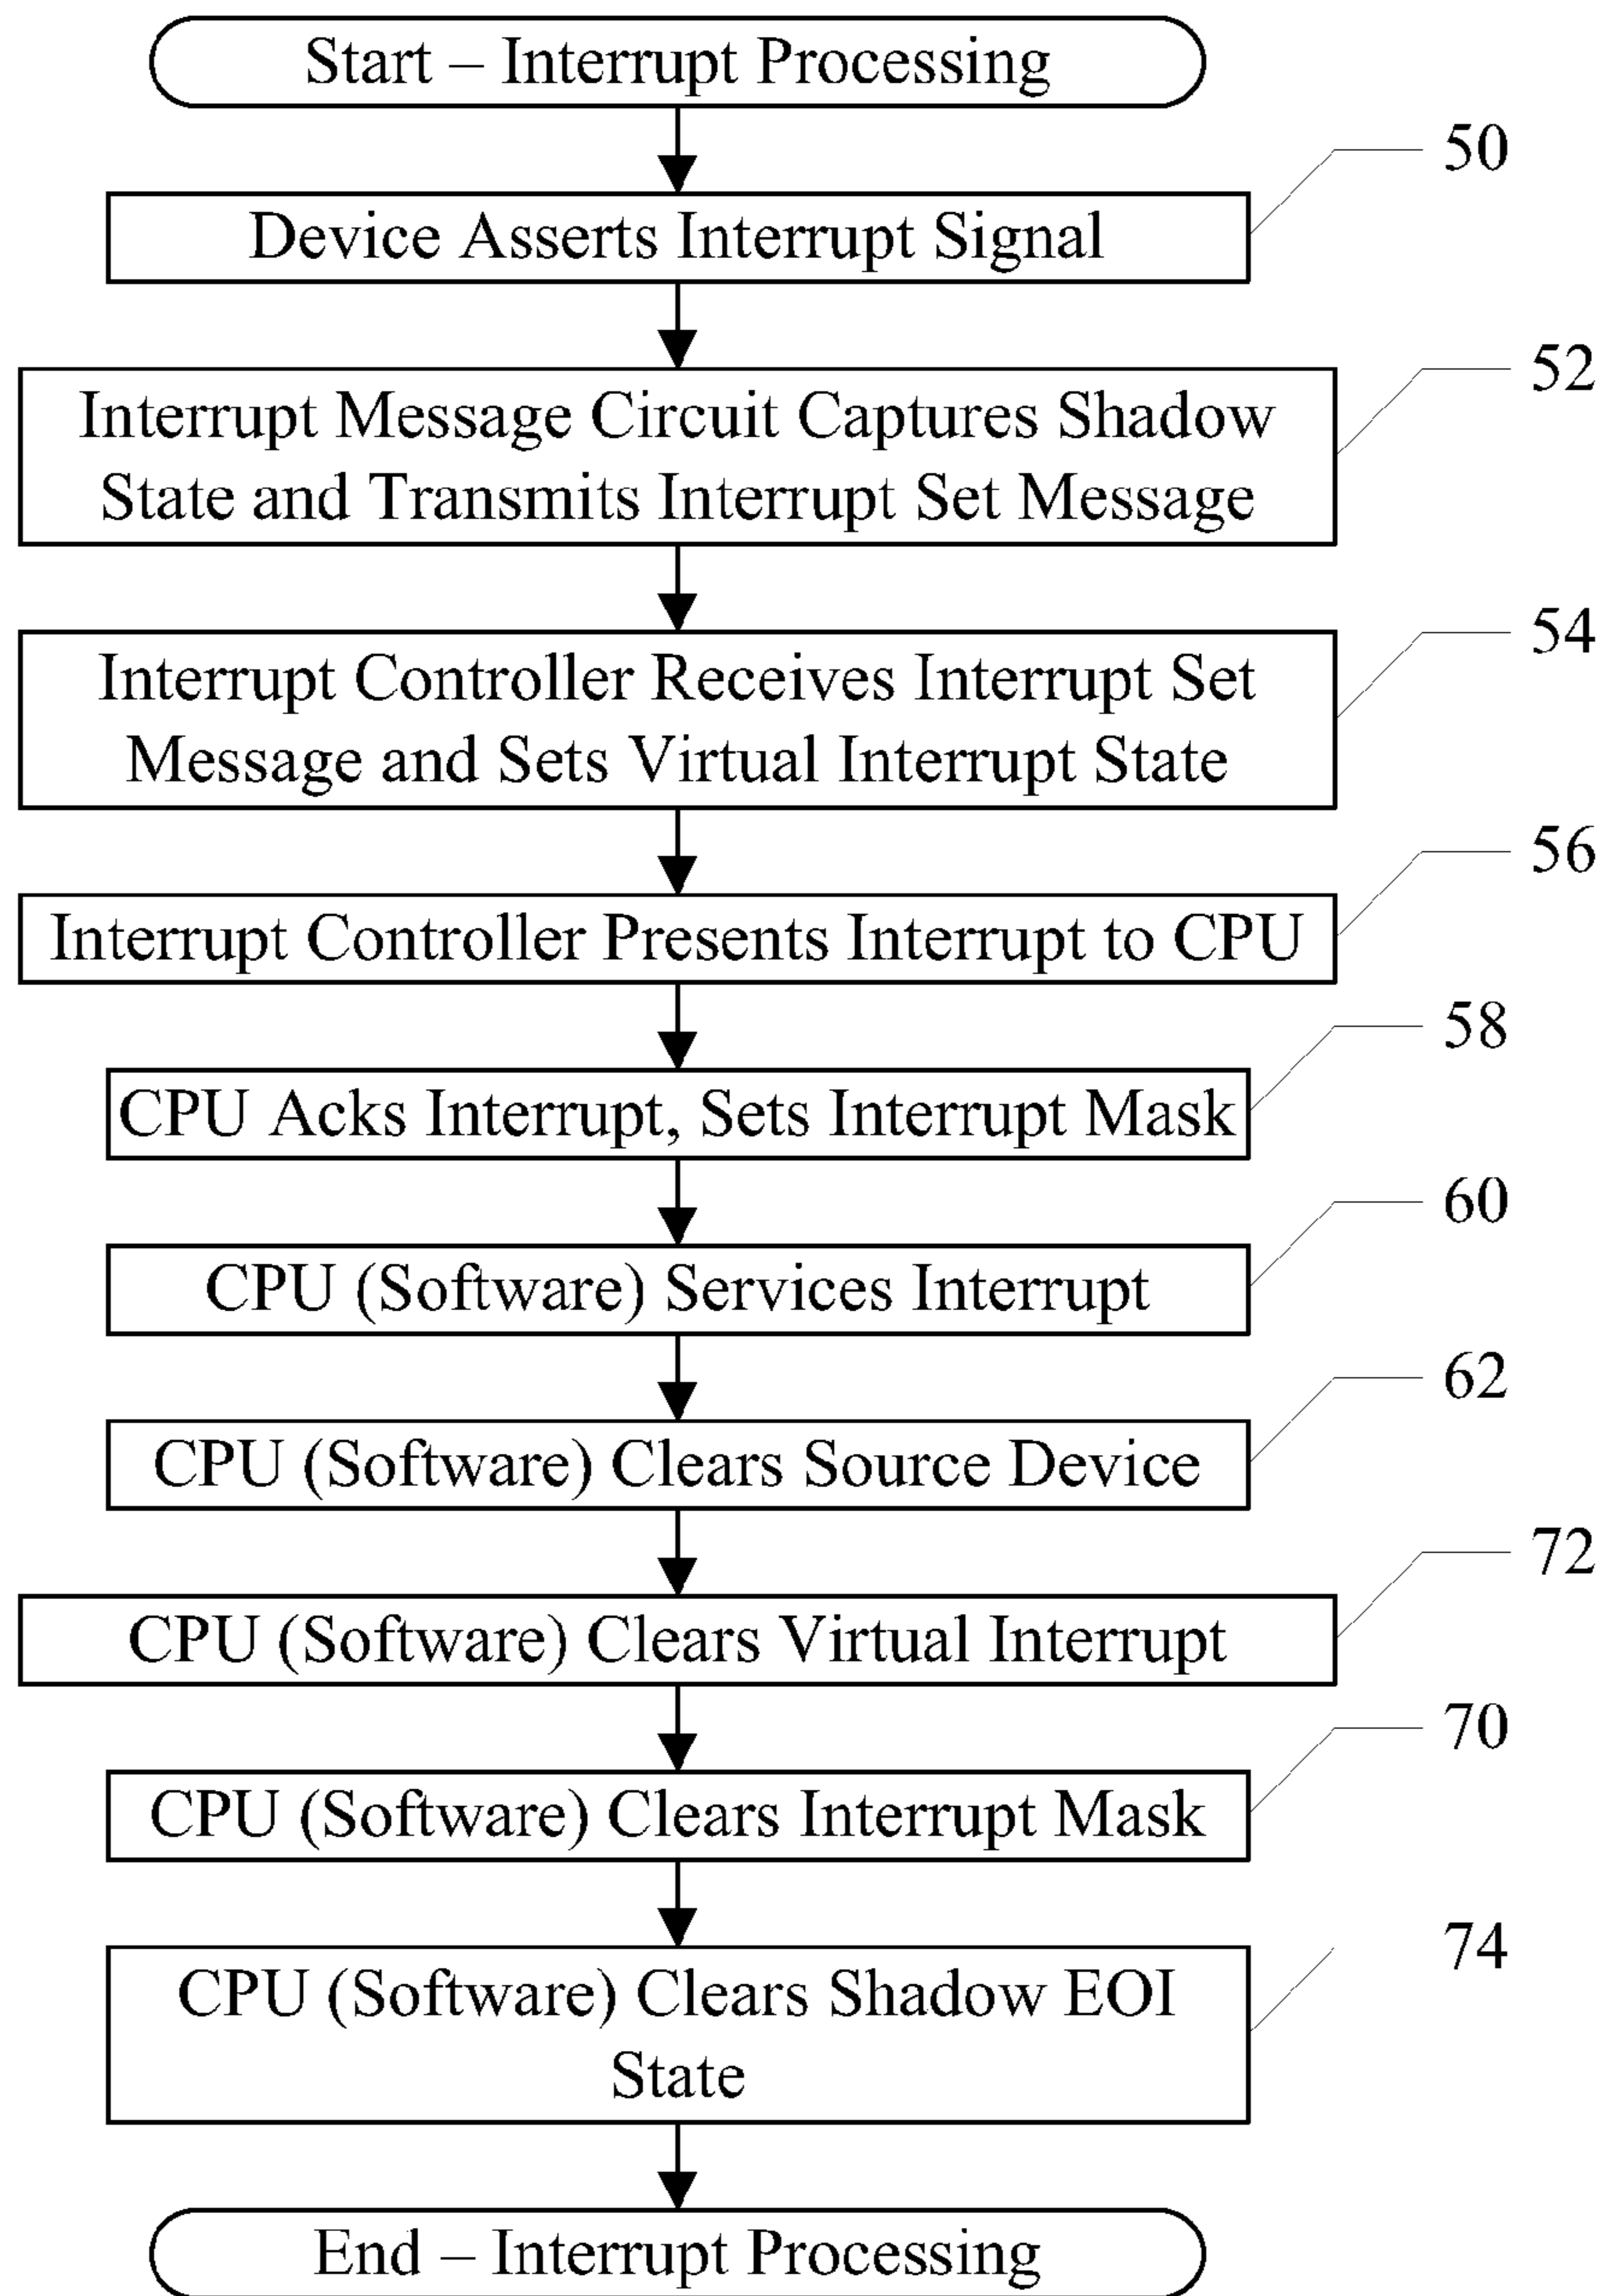 Start – Interrupt Processing
50
Device Asserts Interrupt Signal
52
Interrupt Message Circuit Captures Shadow
State and Transmits Interrupt Set Message
54
Interrupt Controller Receives Interrupt Set
Message and Sets Virtual Interrupt State
56
Interrupt Controller Presents Interrupt to CPU
58
CPU Acks Interrupt, Sets Interrupt Mask
60
CPU (Software) Services Interrupt
62
CPU (Software) Clears Source Device
72
CPU (Software) Clears Virtual Interrupt
70
CPU (Software) Clears Interrupt Mask
74
CPU (Software) Clears Shadow EOI
State
End – Interrupt Processing